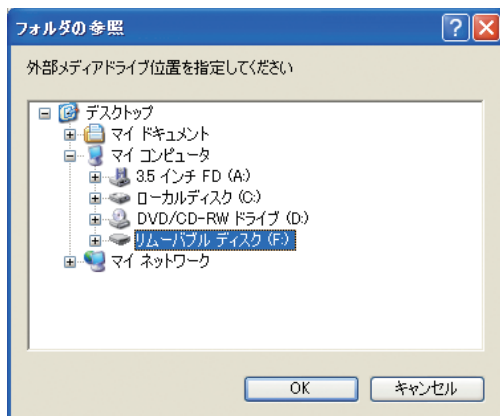 フォルダの参照
外部メディアドライブ位置を指定してください
デスクトップ
マイ ドキュメント
マイ コンピュータ
3.5 インチ FD (A:)
ローカルディスク (C:)
DVD/CD-RW ドライブ (D:)
リムーバブル ディスク (F:)
マイ ネットワーク
OK キャンセル